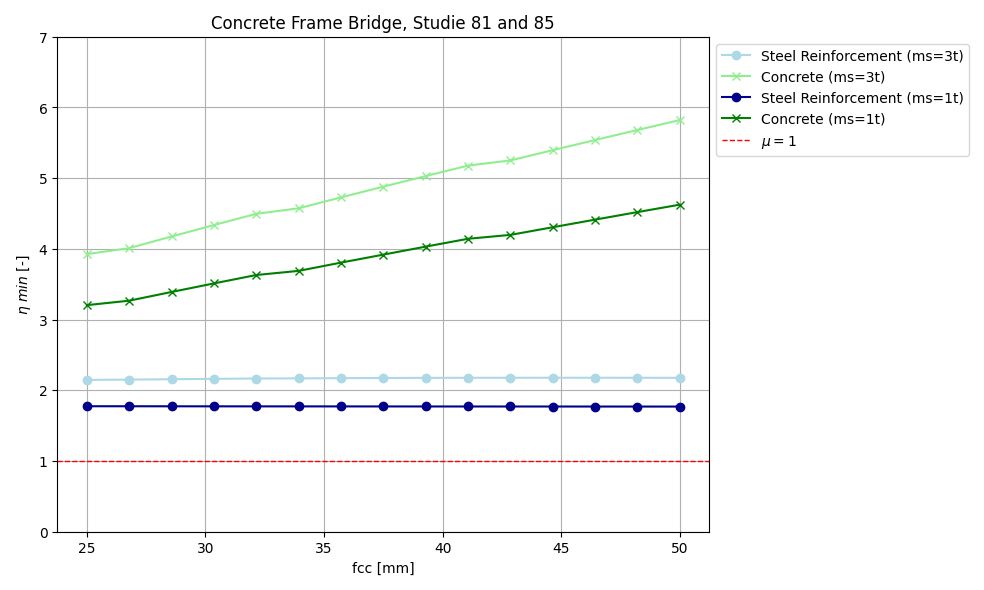 Concrete Frame Bridge, Studie 81 and 85
7
6
5
4
3
2
1
0
η min [-]
25 30 35 40 45 50
fcc [mm]
Steel Reinforcement (ms=3t)
Concrete (ms=3t)
Steel Reinforcement (ms=1t)
Concrete (ms=1t)
μ = 1